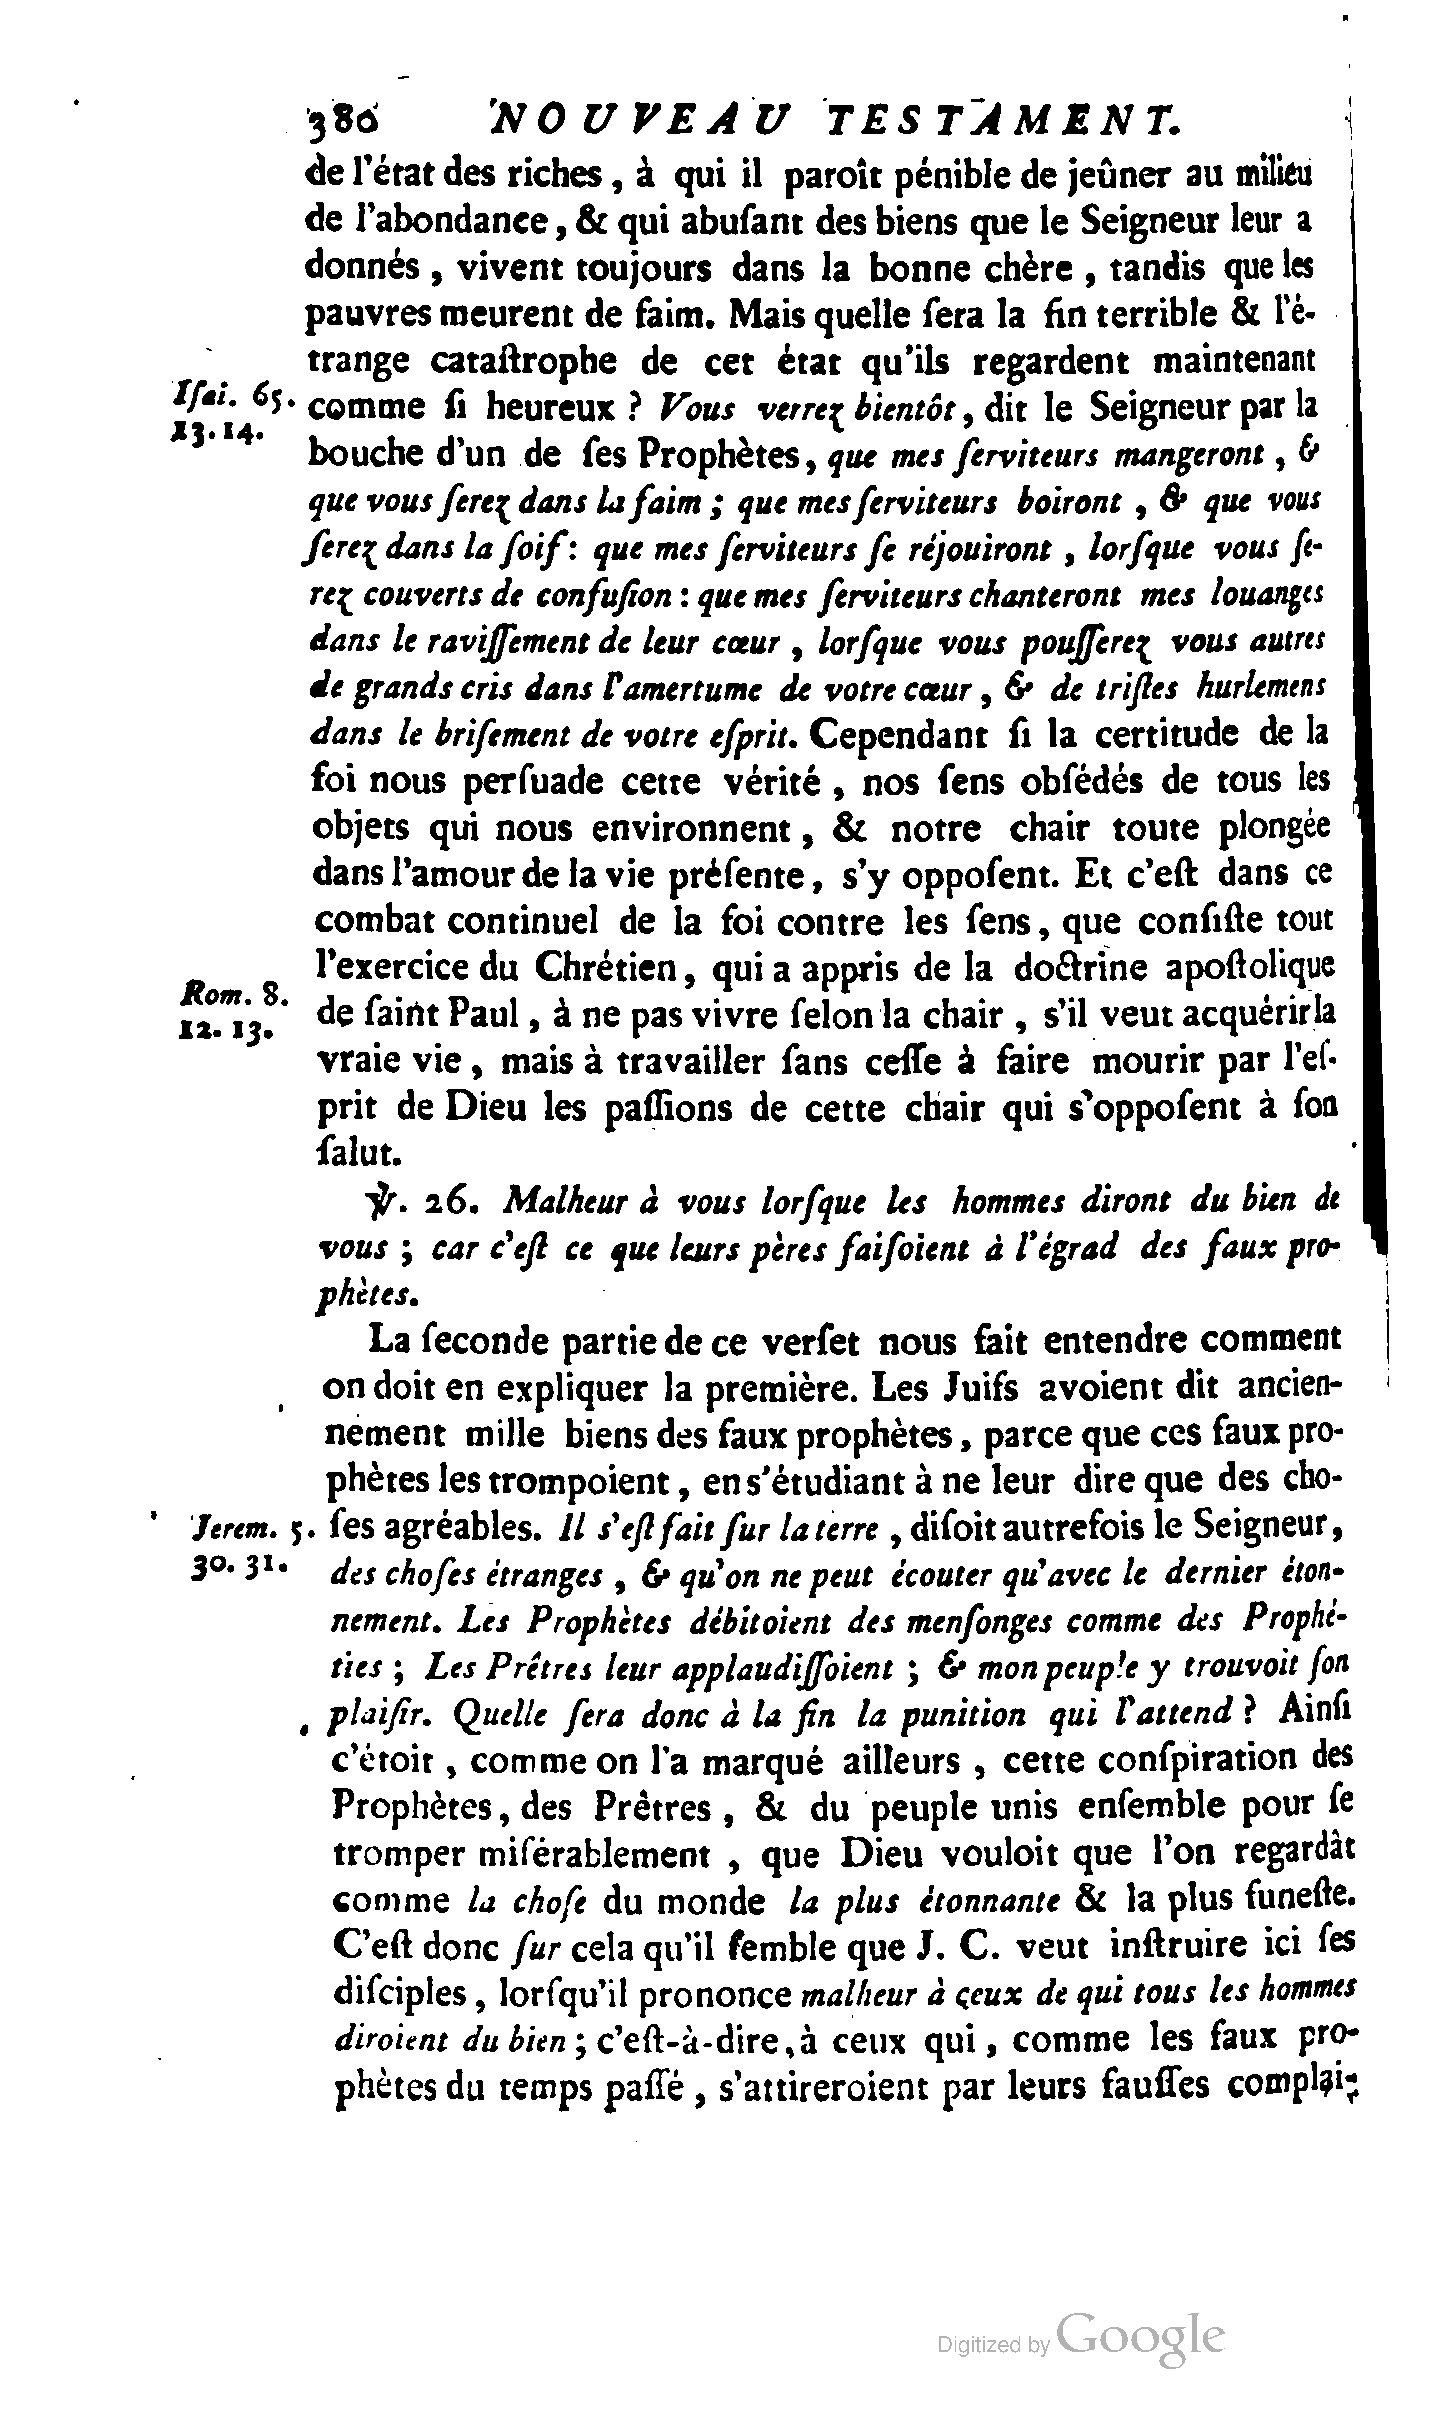 380 NOUVEAU TESTAMENT.
de l'état des riches, à qui il paroît pénible de jeûner au milieu
de l'abondance, & qui abuſant des biens que le Seigneur leur a
donnés, vivent toujours dans la bonne chère, tandis que les
pauvres meurent de faim. Mais quelle ſera la fin terrible & l'é-
trange cataſtrophe de cet état qu'ils regardent maintenant
Iſai. 65.
13. 14.
comme ſi heureux ? Vous verrez bientôt, dit le Seigneur par la
bouche d'un de ſes Prophètes, que mes ſerviteurs mangeront, &
que vous ſerez dans la faim ; que mes ſerviteurs boiront, & que vous
ſerez dans la ſoif : que mes ſerviteurs ſe réjouiront, lorſque vous ſe-
rez couverts de confuſion : que mes ſerviteurs chanteront mes louanges
dans le raviſſement de leur cœur, lorſque vous pouſſerez vous autres
de grands cris dans l'amertume de votre cœur, & de triſtes hurlemens
dans le briſement de votre eſprit. Cependant ſi la certitude de la
foi nous perſuade cette vérité, nos ſens obſédés de tous les
objets qui nous environnent, & notre chair toute plongée
dans l'amour de la vie préſente, s'y oppoſent. Et c'eſt dans ce
combat continuel de la foi contre les ſens, que conſiſte tout
l'exercice du Chrétien, qui a appris de la doctrine apoſtolique
Rom. 8.
12. 13.
de ſaint Paul, à ne pas vivre ſelon la chair, s'il veut acquérir la
vraie vie, mais à travailler ſans ceſſe à faire mourir par l'eſ-
prit de Dieu les paſſions de cette chair qui s'oppoſent à ſon
ſalut.
℣. 26. Malheur à vous lorſque les hommes diront du bien de
vous ; car c'eſt ce que leurs pères faiſoient à l'égrad des faux pro-
phètes.
La ſeconde partie de ce verſet nous fait entendre comment
on doit en expliquer la première. Les Juifs avoient dit ancien-
nement mille biens des faux prophètes, parce que ces faux pro-
phètes les trompoient, en s'étudiant à ne leur dire que des cho-
Jerem. 5.
30. 31.
ſes agréables. Il s'eſt fait ſur la terre, diſoit autrefois le Seigneur,
des choſes étranges, & qu'on ne peut écouter qu'avec le dernier éton-
nement. Les Prophètes débitoient des menſonges comme des Prophé-
ties ; Les Prêtres leur applaudiſſoient ; & mon peuple y trouvoit ſon
plaiſir. Quelle ſera donc à la fin la punition qui l'attend ? Ainſi
c'étoit, comme on l'a marqué ailleurs, cette conſpiration des
Prophètes, des Prêtres, & du peuple unis enſemble pour ſe
tromper miſérablement, que Dieu vouloit que l'on regardât
comme la choſe du monde la plus étonnante & la plus funeſte.
C'eſt donc ſur cela qu'il ſemble que J. C. veut inſtruire ici ſes
diſciples, lorſqu'il prononce malheur à ceux de qui tous les hommes
diroient du bien ; c'eſt-à-dire, à ceux qui, comme les faux pro-
phètes du temps paſſé, s'attireroient par leurs fauſſes complai-
Digitized by Google